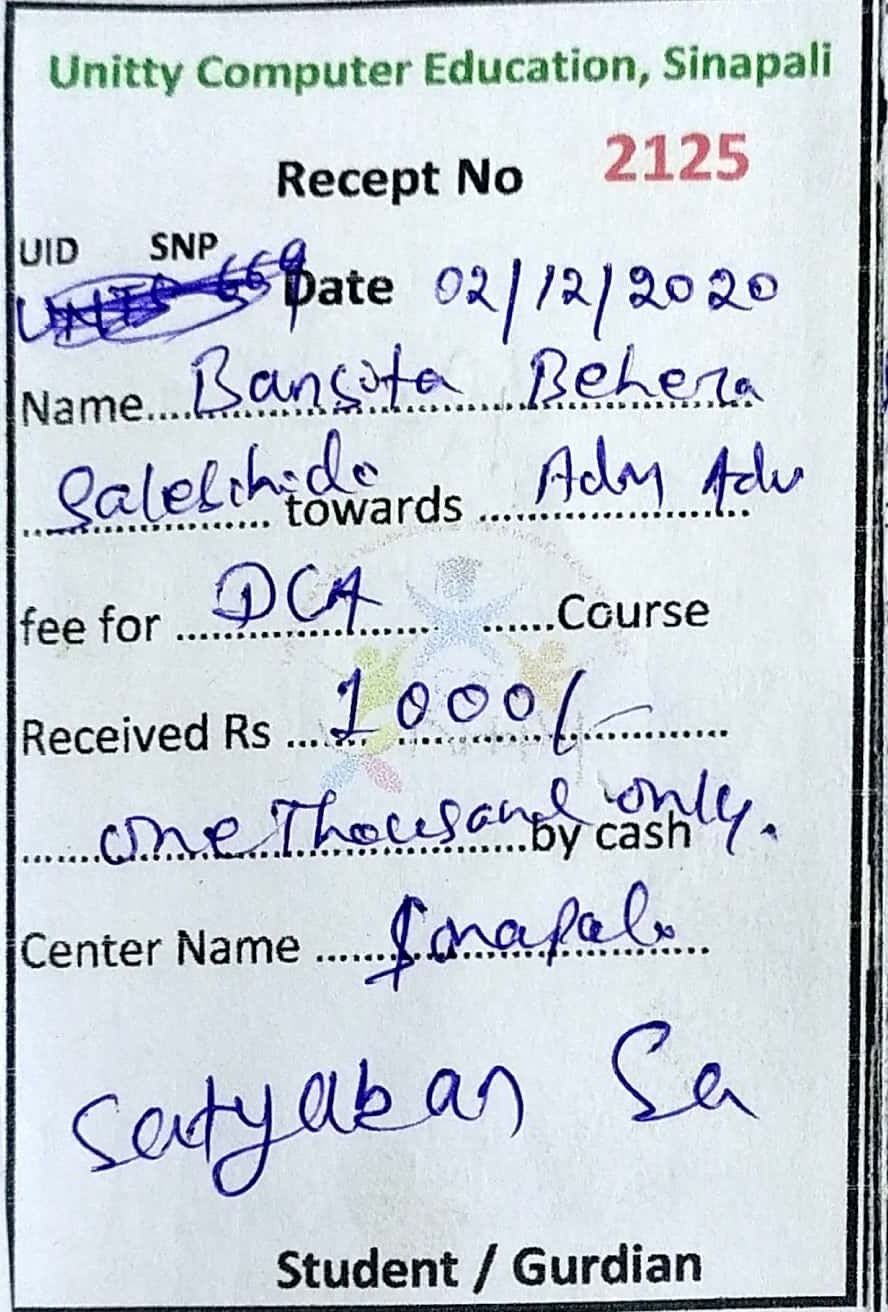 Unitty Computer Education, Sinapali
Recept No 2125
UID SNP
Date 02/12/2020
Name.... Bansita Behera
towards Adm Adv
fee for DCA Course
Received Rs 1000/-
One Thousand only. by cash
Center Name Sinapali
Satyaban Sa
Student / Gurdian